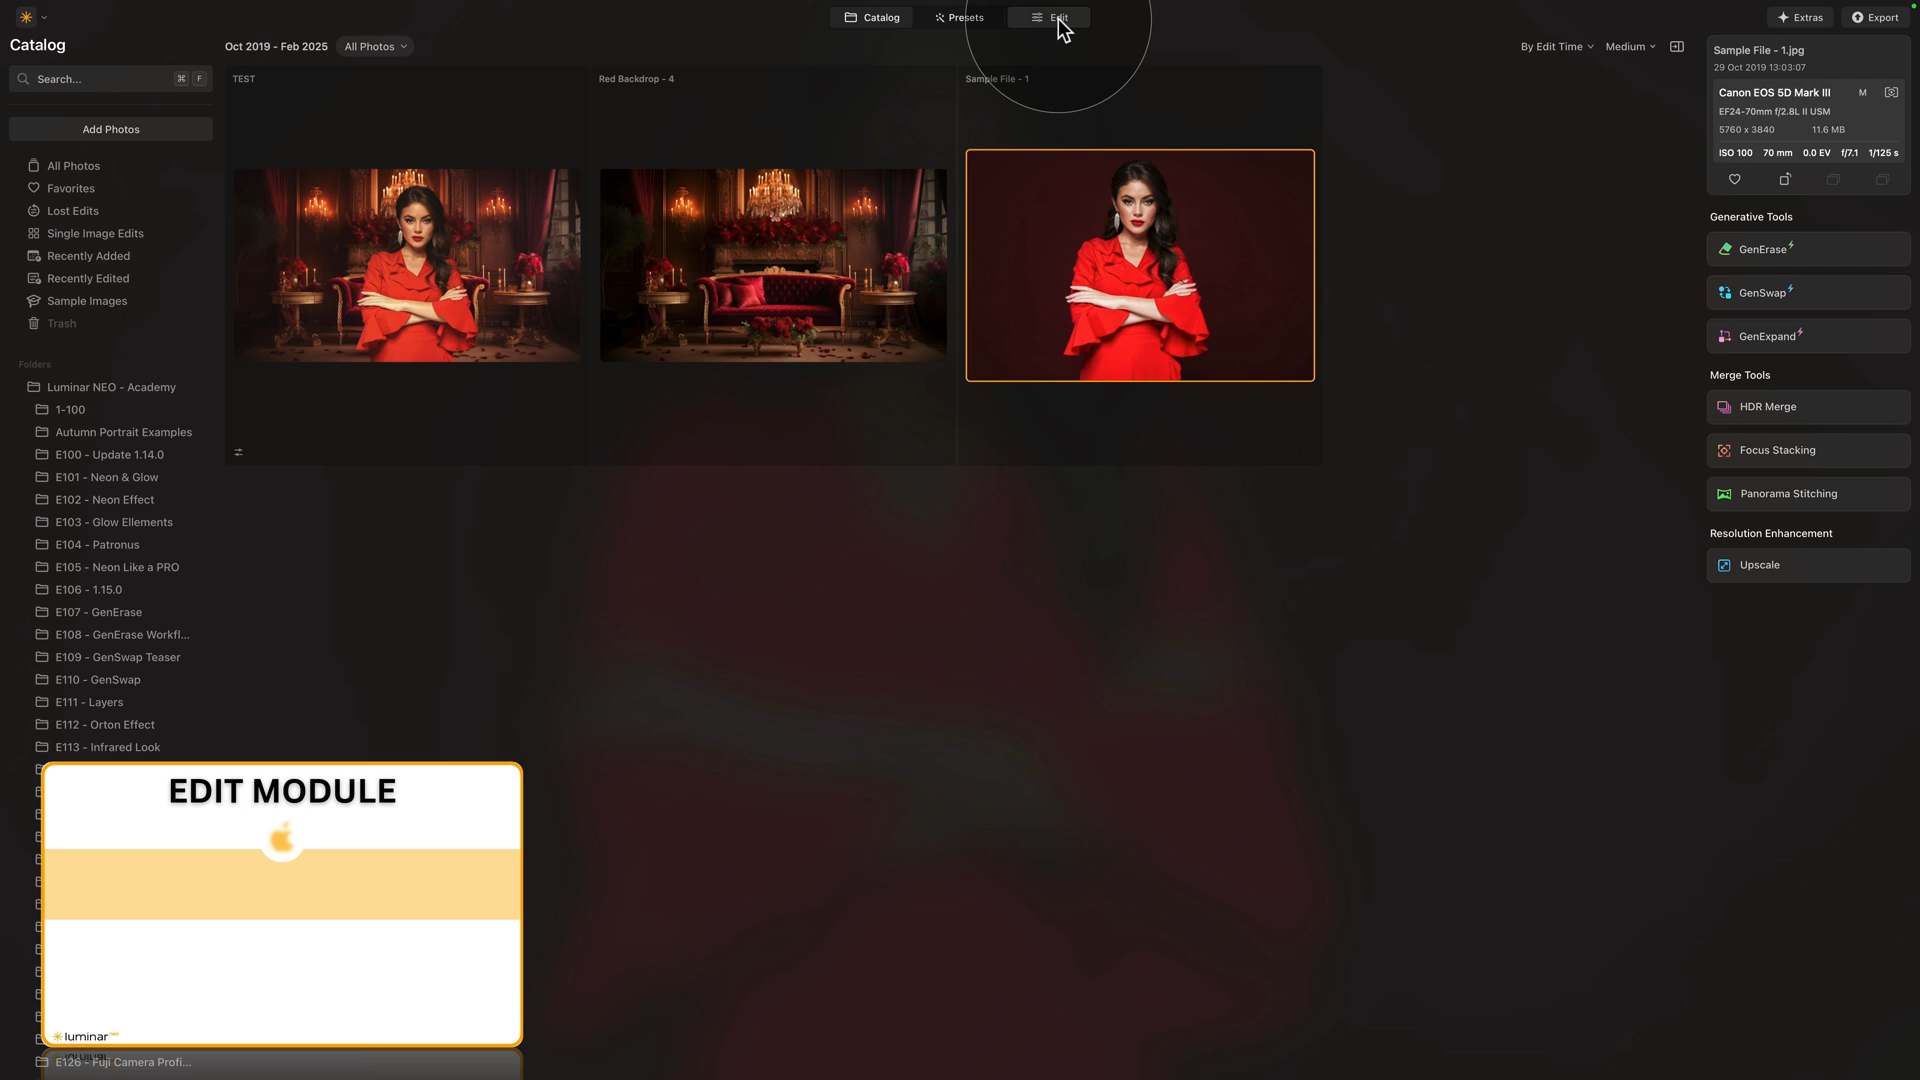 Catalog
Presets
Edit
Extras
Export
Catalog
Oct 2019 - Feb 2025
All Photos
By Edit Time
Medium
Search...
⌘ F
Add Photos
All Photos
Favorites
Lost Edits
Single Image Edits
Recently Added
Recently Edited
Sample Images
Trash
Folders
Luminar NEO - Academy
1-100
Autumn Portrait Examples
E100 - Update 1.14.0
E101 - Neon & Glow
E102 - Neon Effect
E103 - Glow Ellements
E104 - Patronus
E105 - Neon Like a PRO
E106 - 1.15.0
E107 - GenErase
E108 - GenErase Workfl...
E109 - GenSwap Teaser
E110 - GenSwap
E111 - Layers
E112 - Orton Effect
E113 - Infrared Look
E126 - Fuji Camera Profi...
TEST
Red Backdrop - 4
Sample File - 1
EDIT MODULE
luminar neo
Sample File - 1.jpg
29 Oct 2019 13:03:07
Canon EOS 5D Mark III M
EF24-70mm f/2.8L II USM
5760 x 3840 11.6 MB
ISO 100 70 mm 0.0 EV f/7.1 1/125 s
Generative Tools
GenErase
GenSwap
GenExpand
Merge Tools
HDR Merge
Focus Stacking
Panorama Stitching
Resolution Enhancement
Upscale